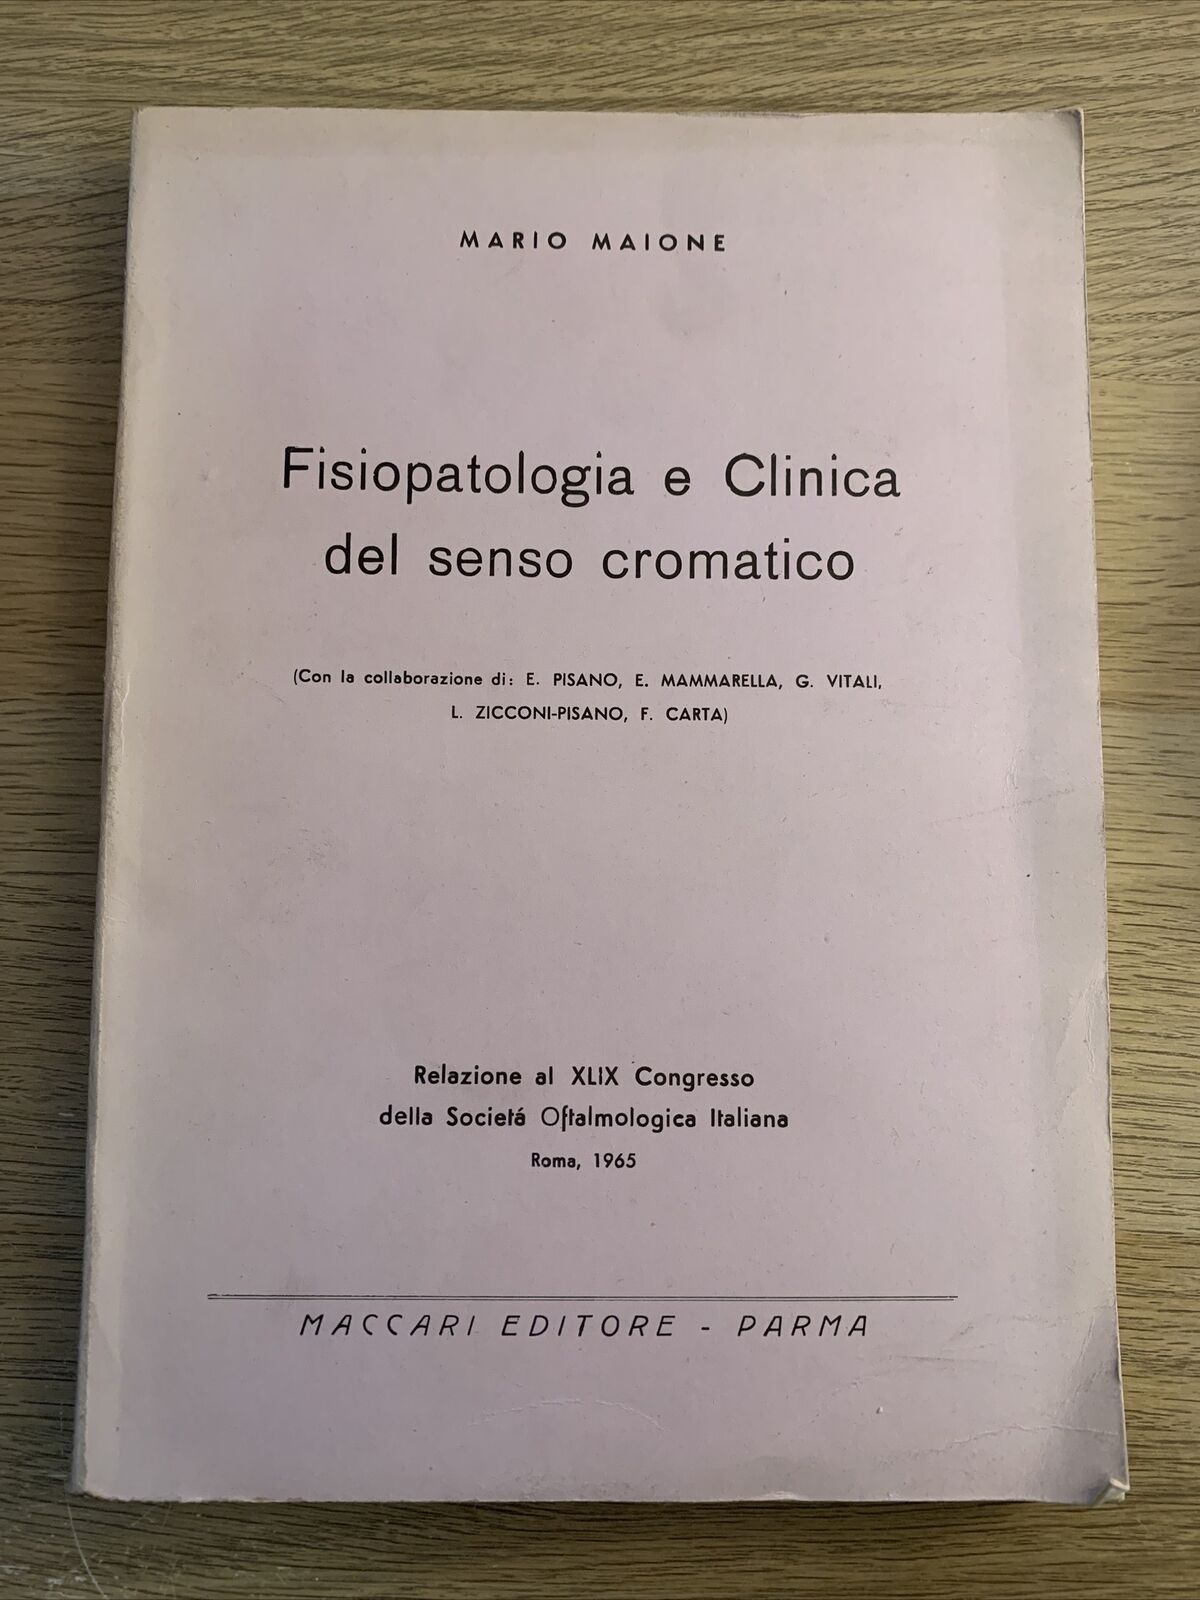 MARIO MAIONE
Fisiopatologia e Clinica
del senso cromatico
(Con la collaborazione di: E. PISANO, E. MAMMARELLA, G. VITALI,
L. ZICCONI-PISANO, F. CARTA)
Relazione al XLIX Congresso
della Societá Oftalmologica Italiana
Roma, 1965
MACCARI EDITORE - PARMA